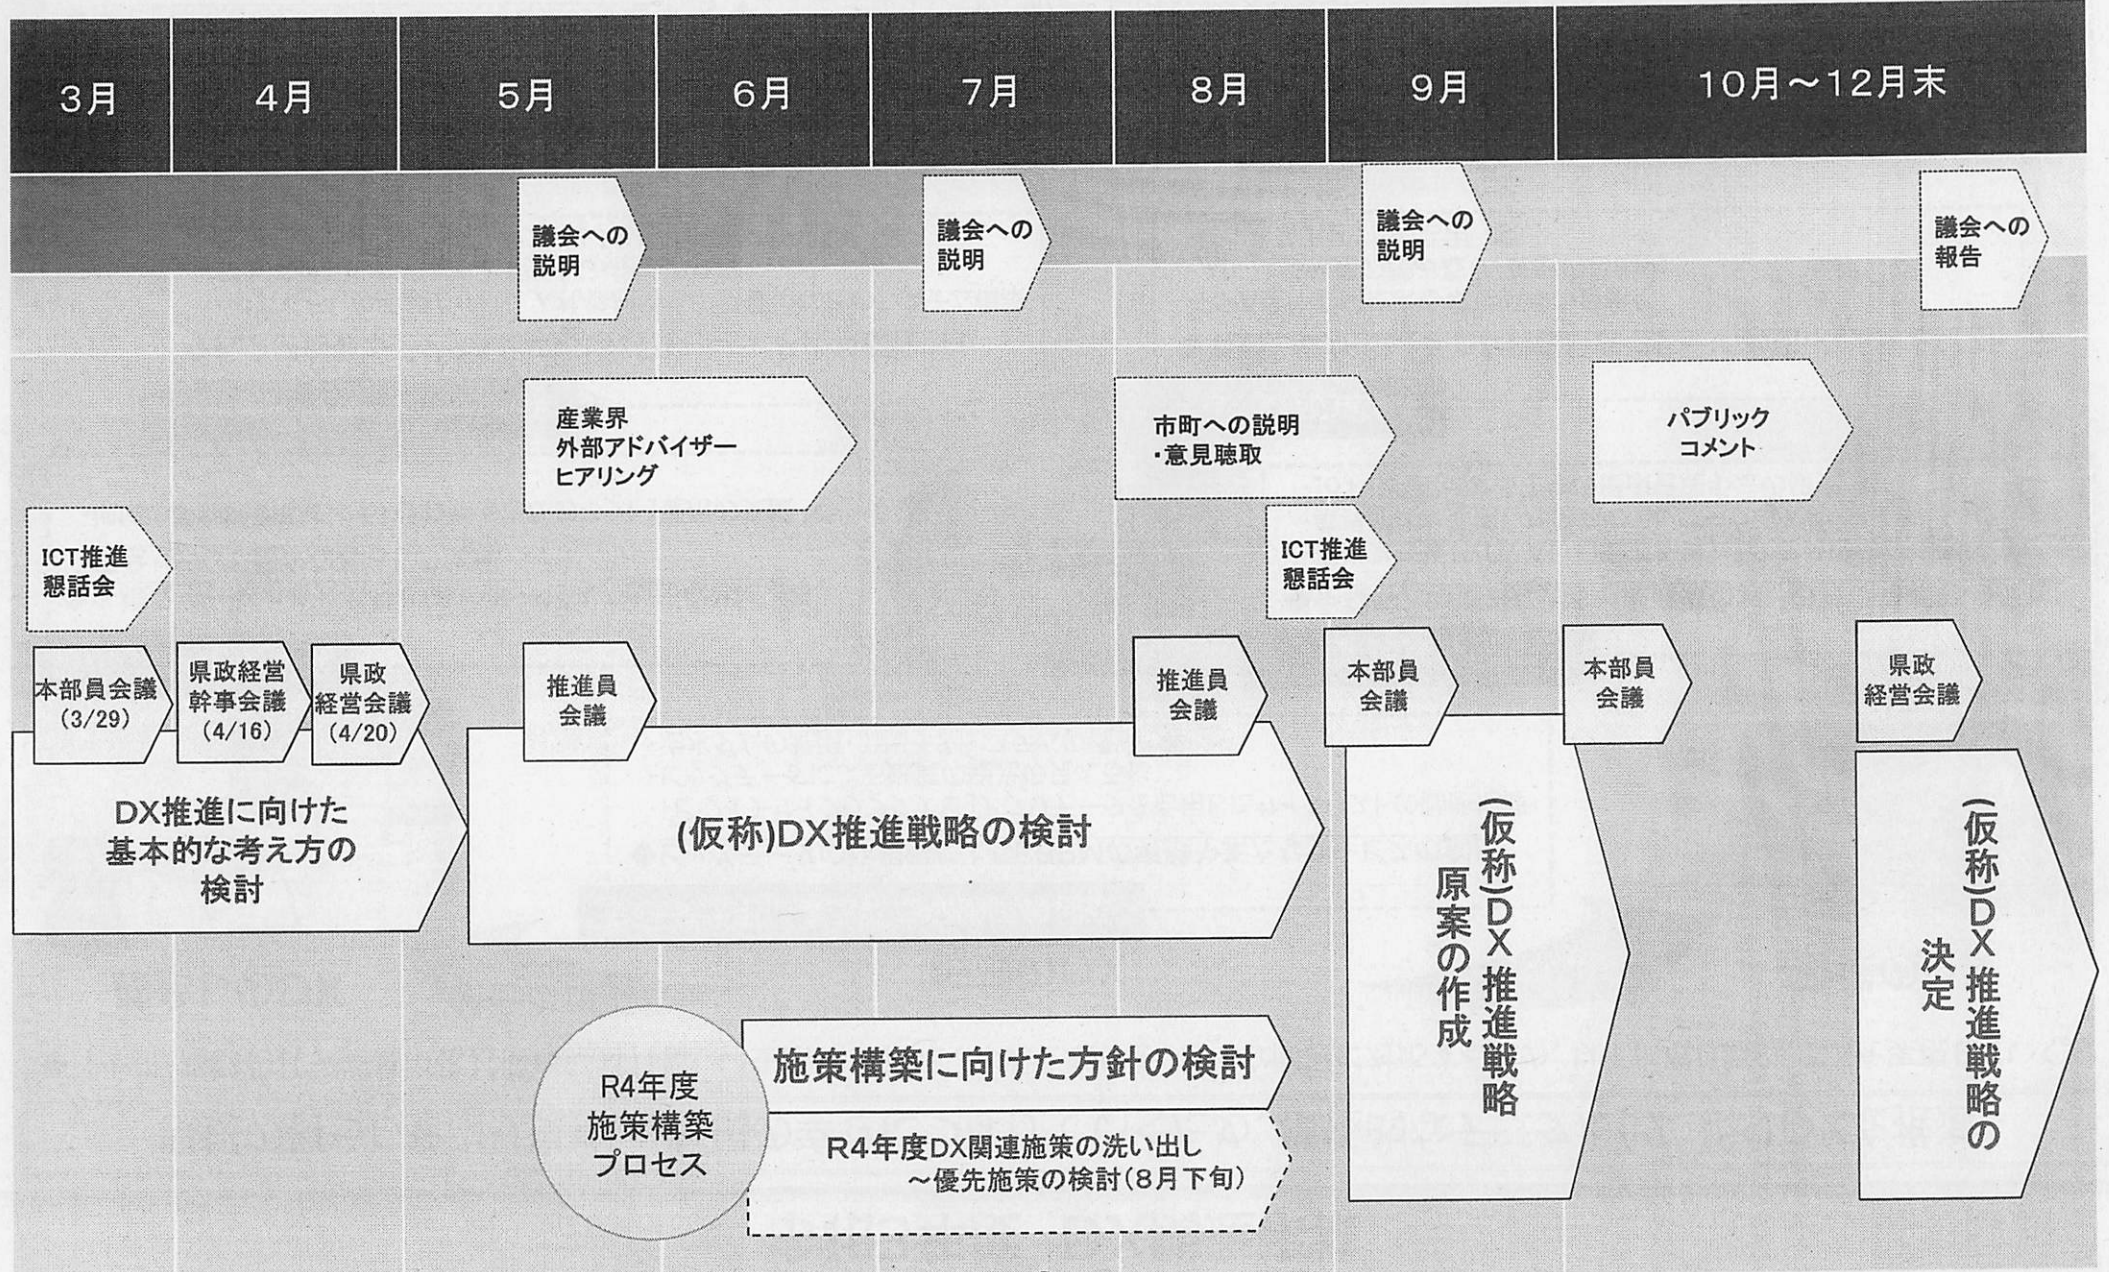 3月
4月
5月
6月
7月
8月
9月
10月～12月末
議会への
説明
議会への
説明
議会への
説明
議会への
報告
産業界
外部アドバイザー
ヒアリング
市町への説明
・意見聴取
パブリック
コメント
ICT推進
懇話会
ICT推進
懇話会
本部員会議
(3/29)
県政経営
幹事会議
(4/16)
県政
経営会議
(4/20)
推進員
会議
推進員
会議
本部員
会議
本部員
会議
県政
経営会議
DX推進に向けた
基本的な考え方の
検討
(仮称)DX推進戦略の検討
(仮称)DX推進戦略
原案の作成
(仮称)DX推進戦略の
決定
R4年度
施策構築
プロセス
施策構築に向けた方針の検討
R4年度DX関連施策の洗い出し
～優先施策の検討(8月下旬)